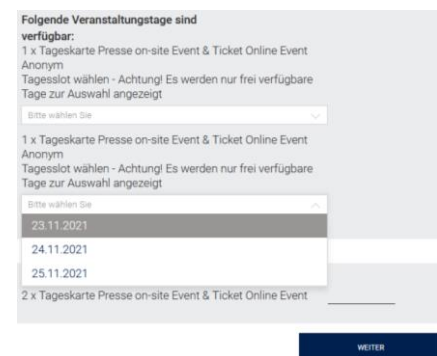 Folgende Veranstaltungstage sind
verfügbar:
1 x Tageskarte Presse on-site Event & Ticket Online Event
Anonym
Tagesslot wählen - Achtung! Es werden nur frei verfügbare
Tage zur Auswahl angezeigt
Bitte wählen Sie
1 x Tageskarte Presse on-site Event & Ticket Online Event
Anonym
Tagesslot wählen - Achtung! Es werden nur frei verfügbare
Tage zur Auswahl angezeigt
Bitte wählen Sie
23.11.2021
24.11.2021
25.11.2021
2 x Tageskarte Presse on-site Event & Ticket Online Event
WEITER